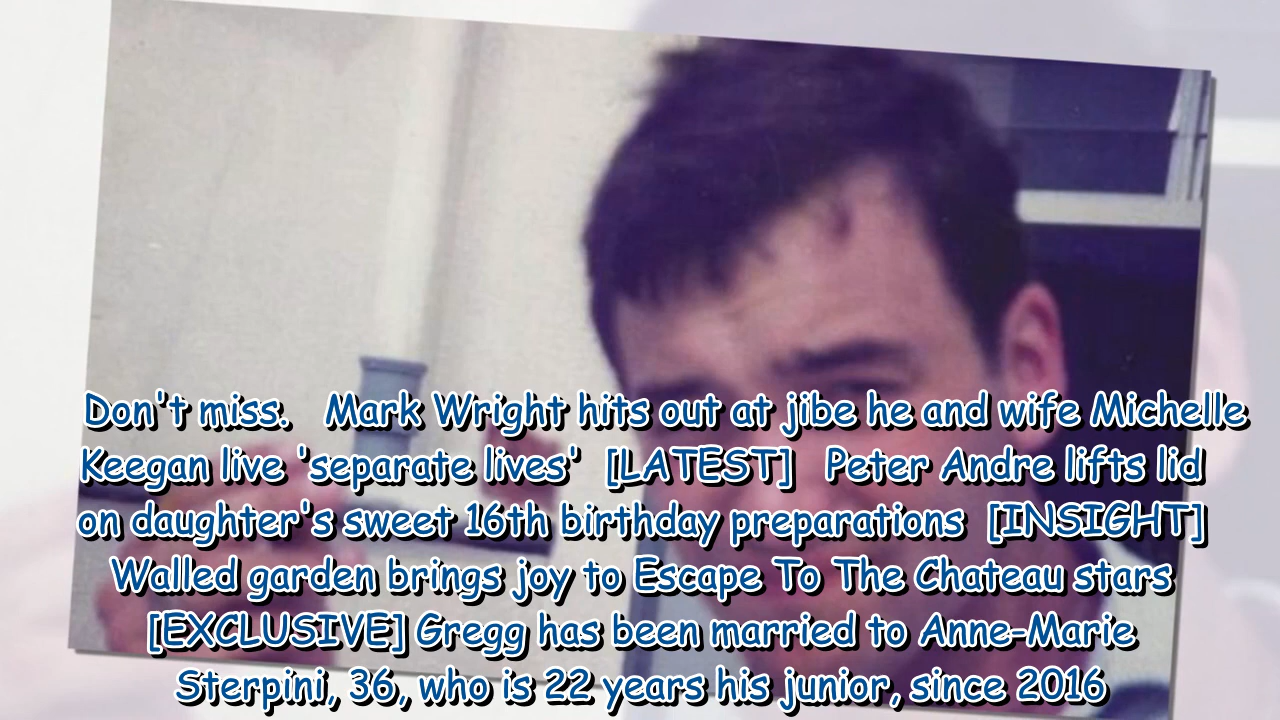 Don't miss.   Mark Wright hits out at jibe he and wife Michelle
Keegan live 'separate lives'  [LATEST]   Peter Andre lifts lid
on daughter's sweet 16th birthday preparations  [INSIGHT]
Walled garden brings joy to Escape To The Chateau stars
[EXCLUSIVE] Gregg has been married to Anne-Marie
Sterpini, 36, who is 22 years his junior, since 2016